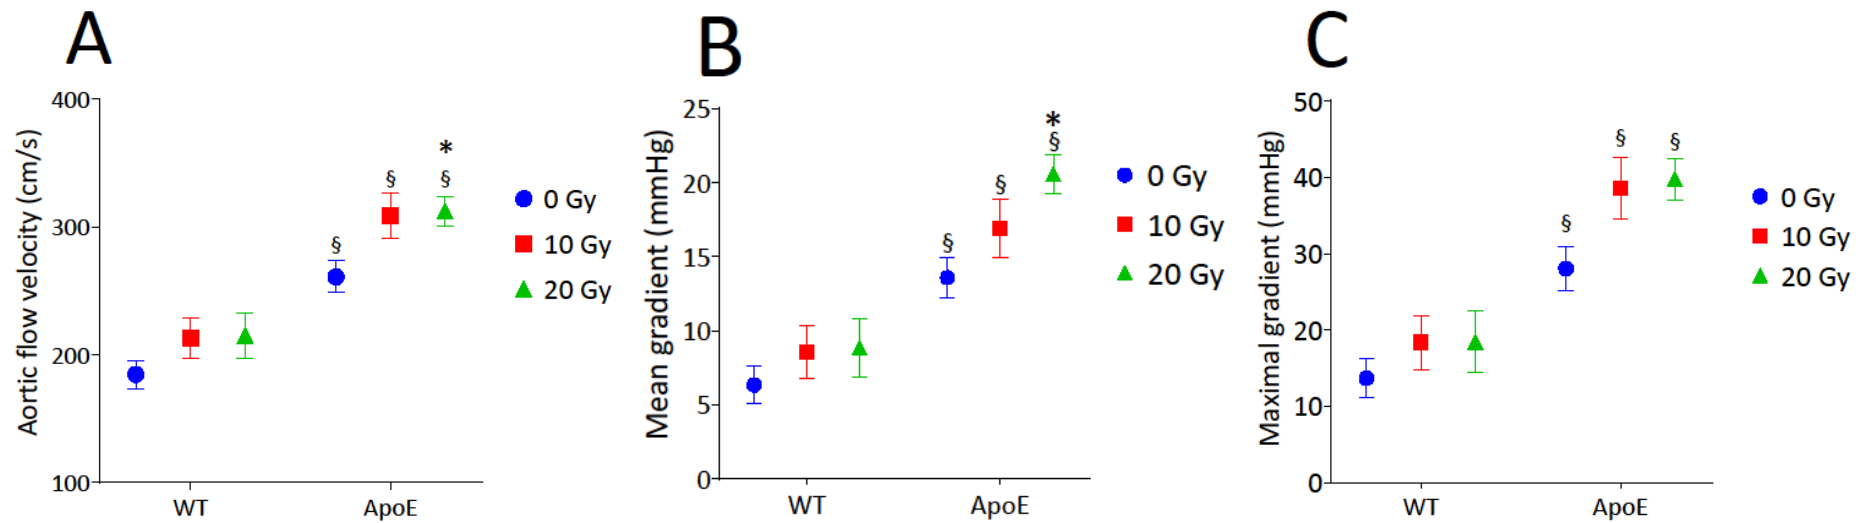 A
Aortic flow velocity (cm/s)
400
300
200
100
§
§
§
*
WT
ApoE
0 Gy
10 Gy
20 Gy
B
Mean gradient (mmHg)
25
20
15
10
5
0
§
§
*
§
WT
ApoE
0 Gy
10 Gy
20 Gy
C
Maximal gradient (mmHg)
50
40
30
20
10
0
§
§
§
WT
ApoE
0 Gy
10 Gy
20 Gy